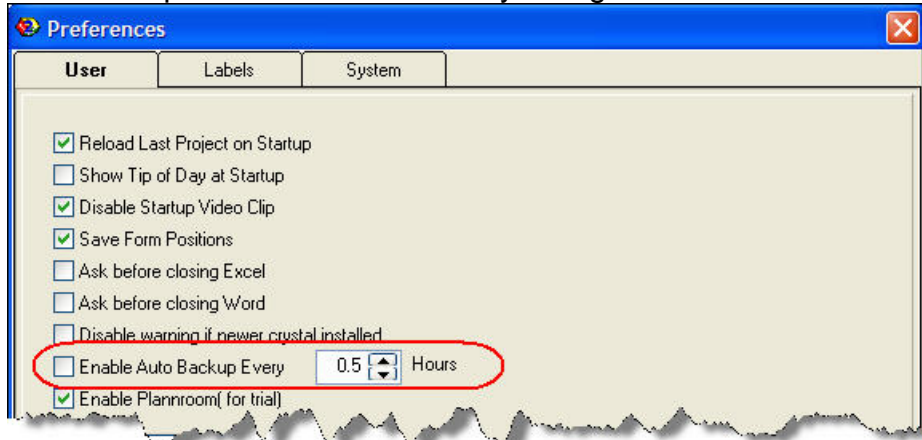 Preferences
User Labels System
Reload Last Project on Startup
Show Tip of Day at Startup
Disable Startup Video Clip
Save Form Positions
Ask before closing Excel
Ask before closing Word
Disable warning if newer crystal installed
Enable Auto Backup Every 0.5 Hours
Enable Plannroom( for trial)